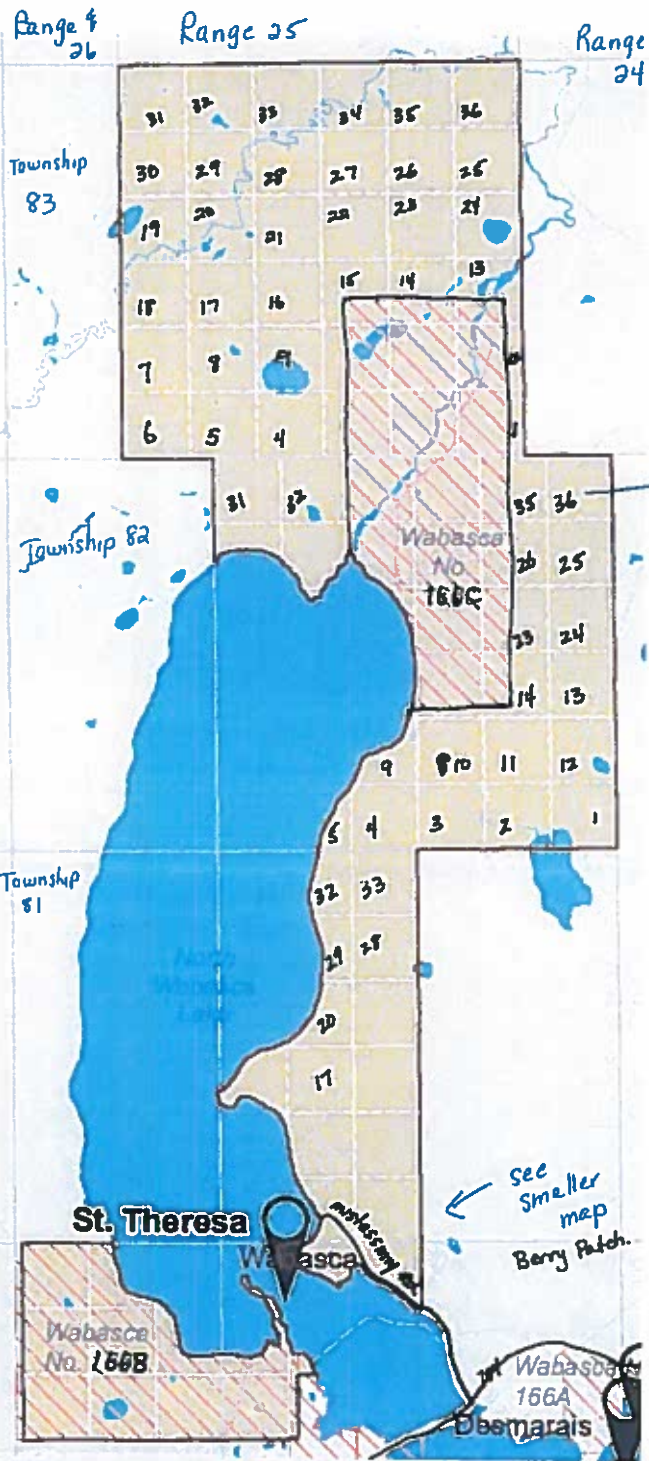 Range & 26
Range 25
Range 24
31 32 33 34 35 36
Township 83
30 29 28 27 26 25
19 20 21 22 23 24
18 17 16 15 14 13
7 8 9
6 5 4
31 32
35 36
Township 82
Wabasca
No.
166C
26 25
23 24
14 13
9 10 11 12
5 4 3 2 1
Township 81
32 33
29 28
North
Wabasca
Lake
20
17
see
smaller
map
Berry Patch.
St. Theresa
Wabasca
Wabasca
No. 166B
Wabasca
166A
Desmarais